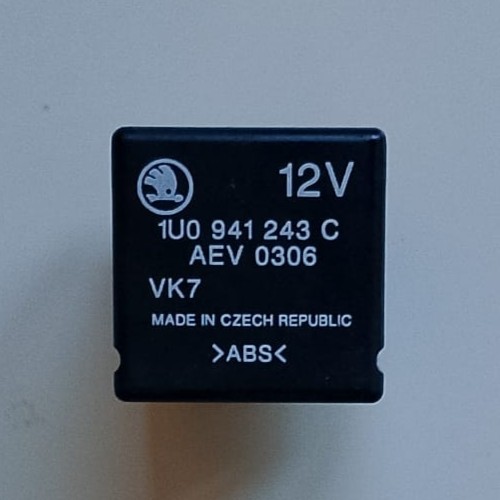 12V
1U0 941 243 C
AEV 0306
VK7
MADE IN CZECH REPUBLIC
>ABS<